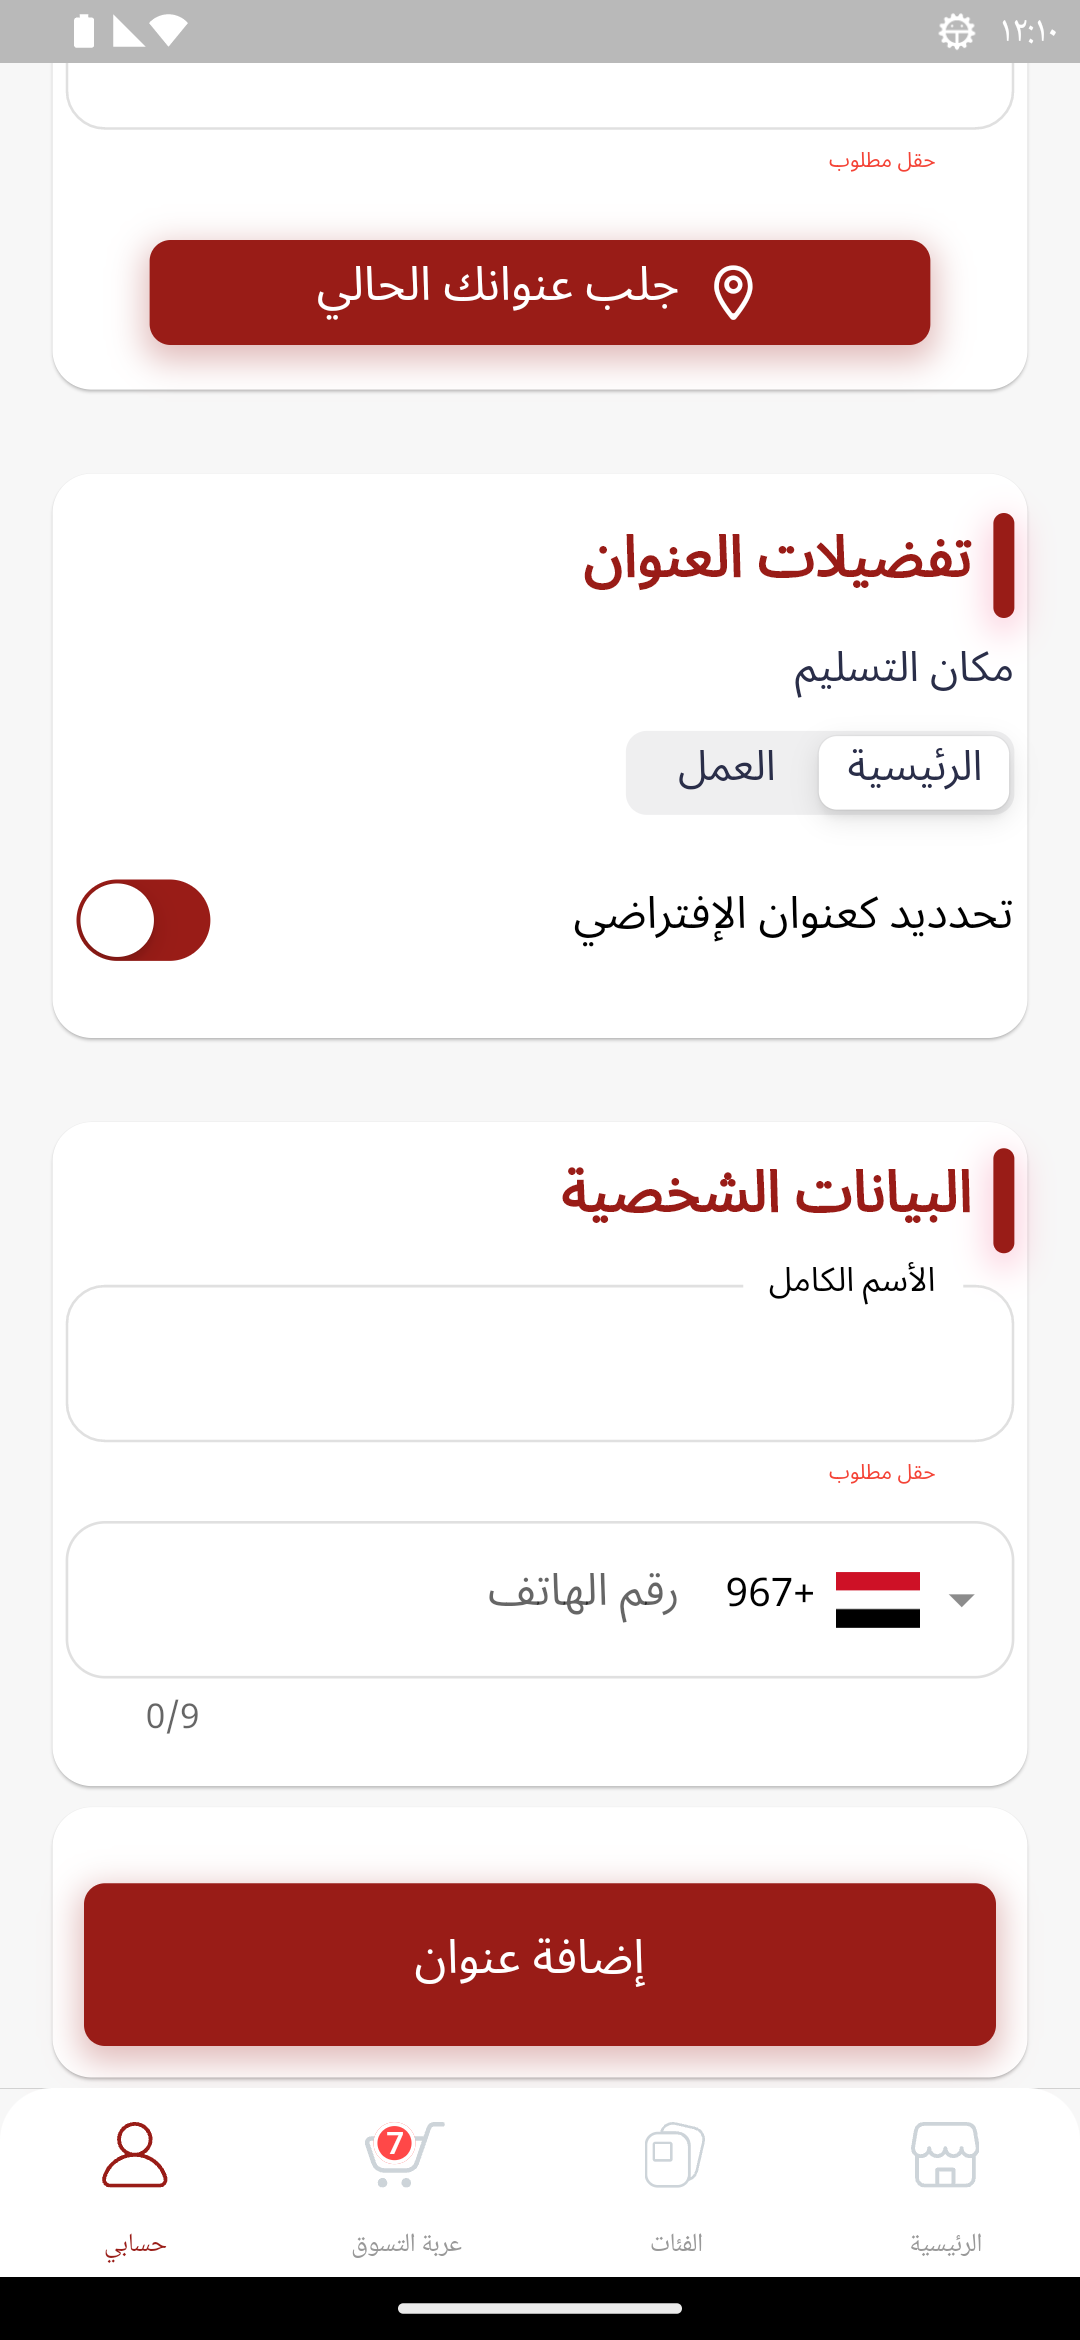 ١٢:١٠
حقل مطلوب
جلب عنوانك الحالي
تفضيلات العنوان
مكان التسليم
الرئيسية العمل
تحدديد كعنوان الإفتراضي
البيانات الشخصية
الأسم الكامل
حقل مطلوب
+967 رقم الهاتف
0/9
إضافة عنوان
7
الرئيسية الفئات عربة التسوق حسابي